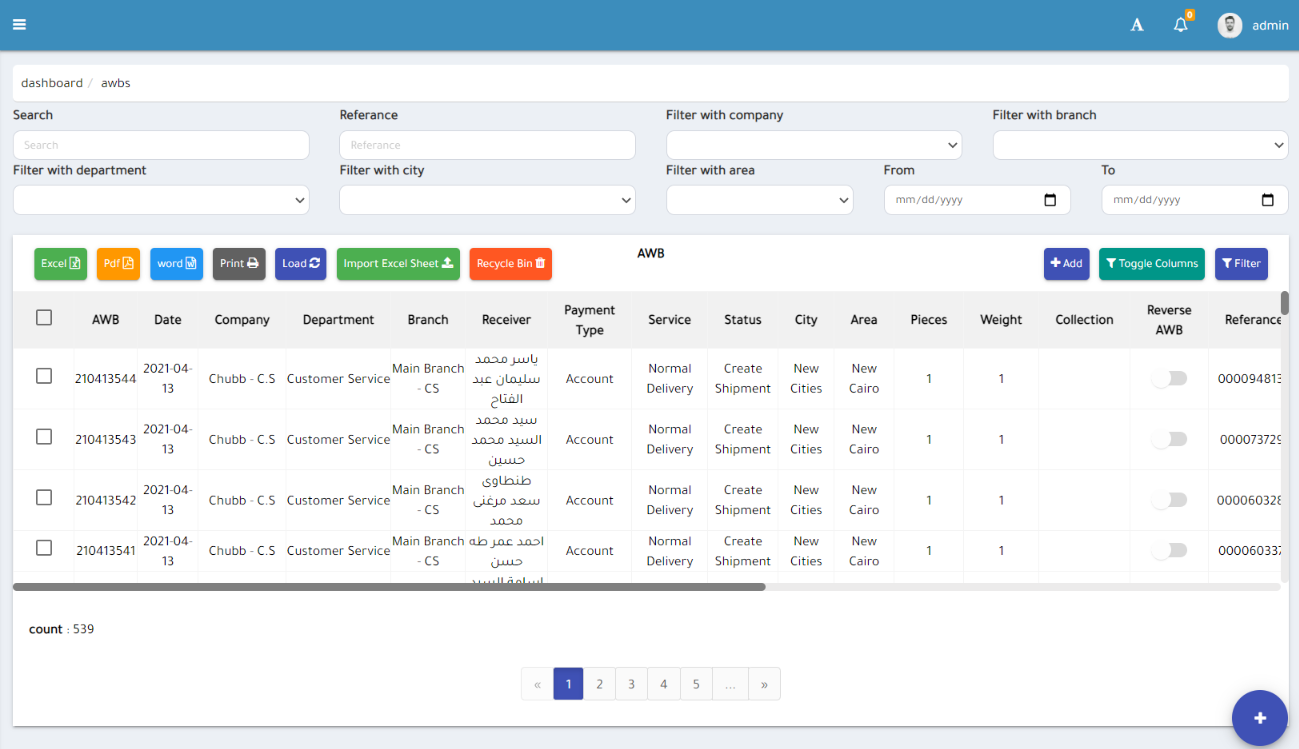 A 0 admin
dashboard / awbs
Search Referance Filter with company Filter with branch
Search Referance
Filter with department Filter with city Filter with area From To
mm/dd/yyyy mm/dd/yyyy
Excel Pdf word Print Load Import Excel Sheet Recycle Bin AWB + Add Toggle Columns Filter
AWB Date Company Department Branch Receiver Payment Type Service Status City Area Pieces Weight Collection Reverse AWB Referance
210413544 2021-04-13 Chubb - C.S Customer Service Main Branch - CS ياسر محمد سليمان عبد الفتاح Account Normal Delivery Create Shipment New Cities New Cairo 1 1 00009481
210413543 2021-04-13 Chubb - C.S Customer Service Main Branch - CS سيد محمد السيد محمد حسين Account Normal Delivery Create Shipment New Cities New Cairo 1 1 00007372
210413542 2021-04-13 Chubb - C.S Customer Service Main Branch - CS طنطاوى سعد مرغنى محمد Account Normal Delivery Create Shipment New Cities New Cairo 1 1 00006032
210413541 2021-04-13 Chubb - C.S Customer Service Main Branch - CS احمد عمر طه حسن Account Normal Delivery Create Shipment New Cities New Cairo 1 1 00006033
اسامة السيد
count : 539
« 1 2 3 4 5 ... »
+